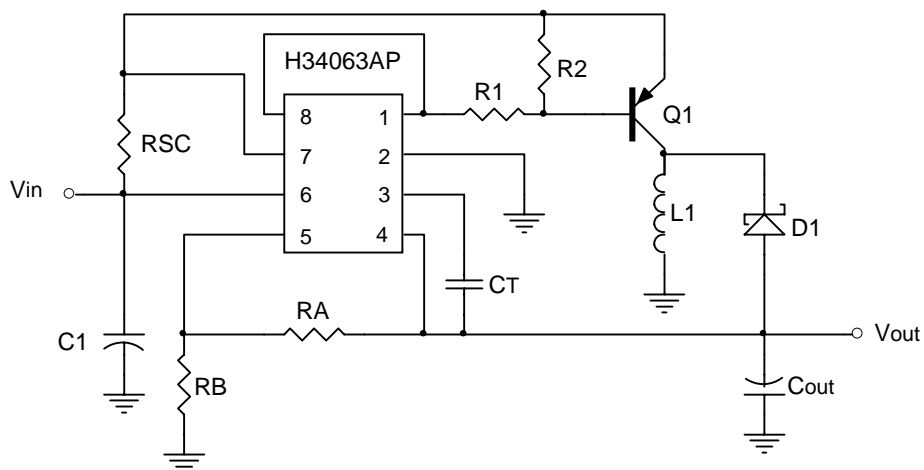 H34063AP
R2
R1
Q1
8 1
RSC
7 2
Vin
6 3
L1
5 4
D1
CT
RA
C1
Vout
RB
Cout